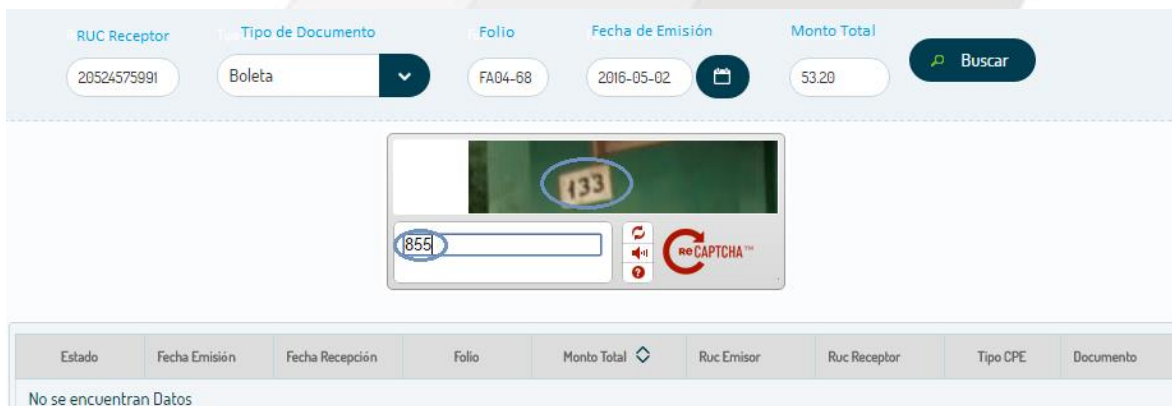 RUC Receptor Tipo de Documento Folio Fecha de Emisión Monto Total
20524575991 Boleta FA04-68 2016-05-02 53.20 Buscar
133
855
reCAPTCHA™
Estado Fecha Emisión Fecha Recepción Folio Monto Total Ruc Emisor Ruc Receptor Tipo CPE Documento
No se encuentran Datos